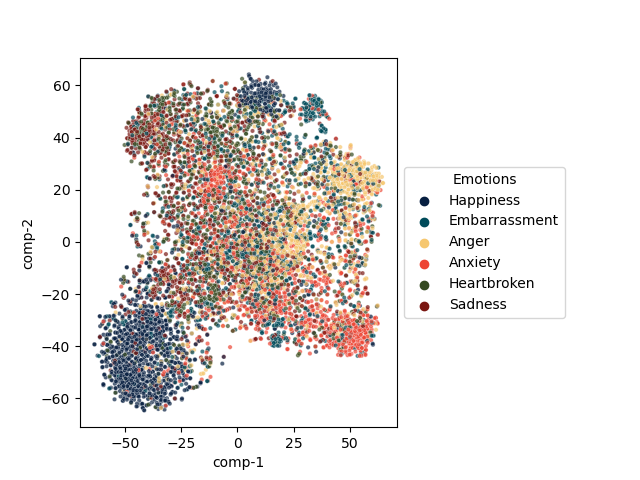 60
40
20
0
−20
−40
−60
−50
−25
0
25
50
comp-1
comp-2
Emotions
Happiness
Embarrassment
Anger
Anxiety
Heartbroken
Sadness